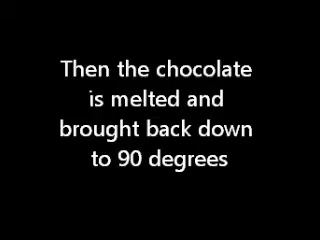 Then the chocolate
is melted and
brought back down
to 90 degrees